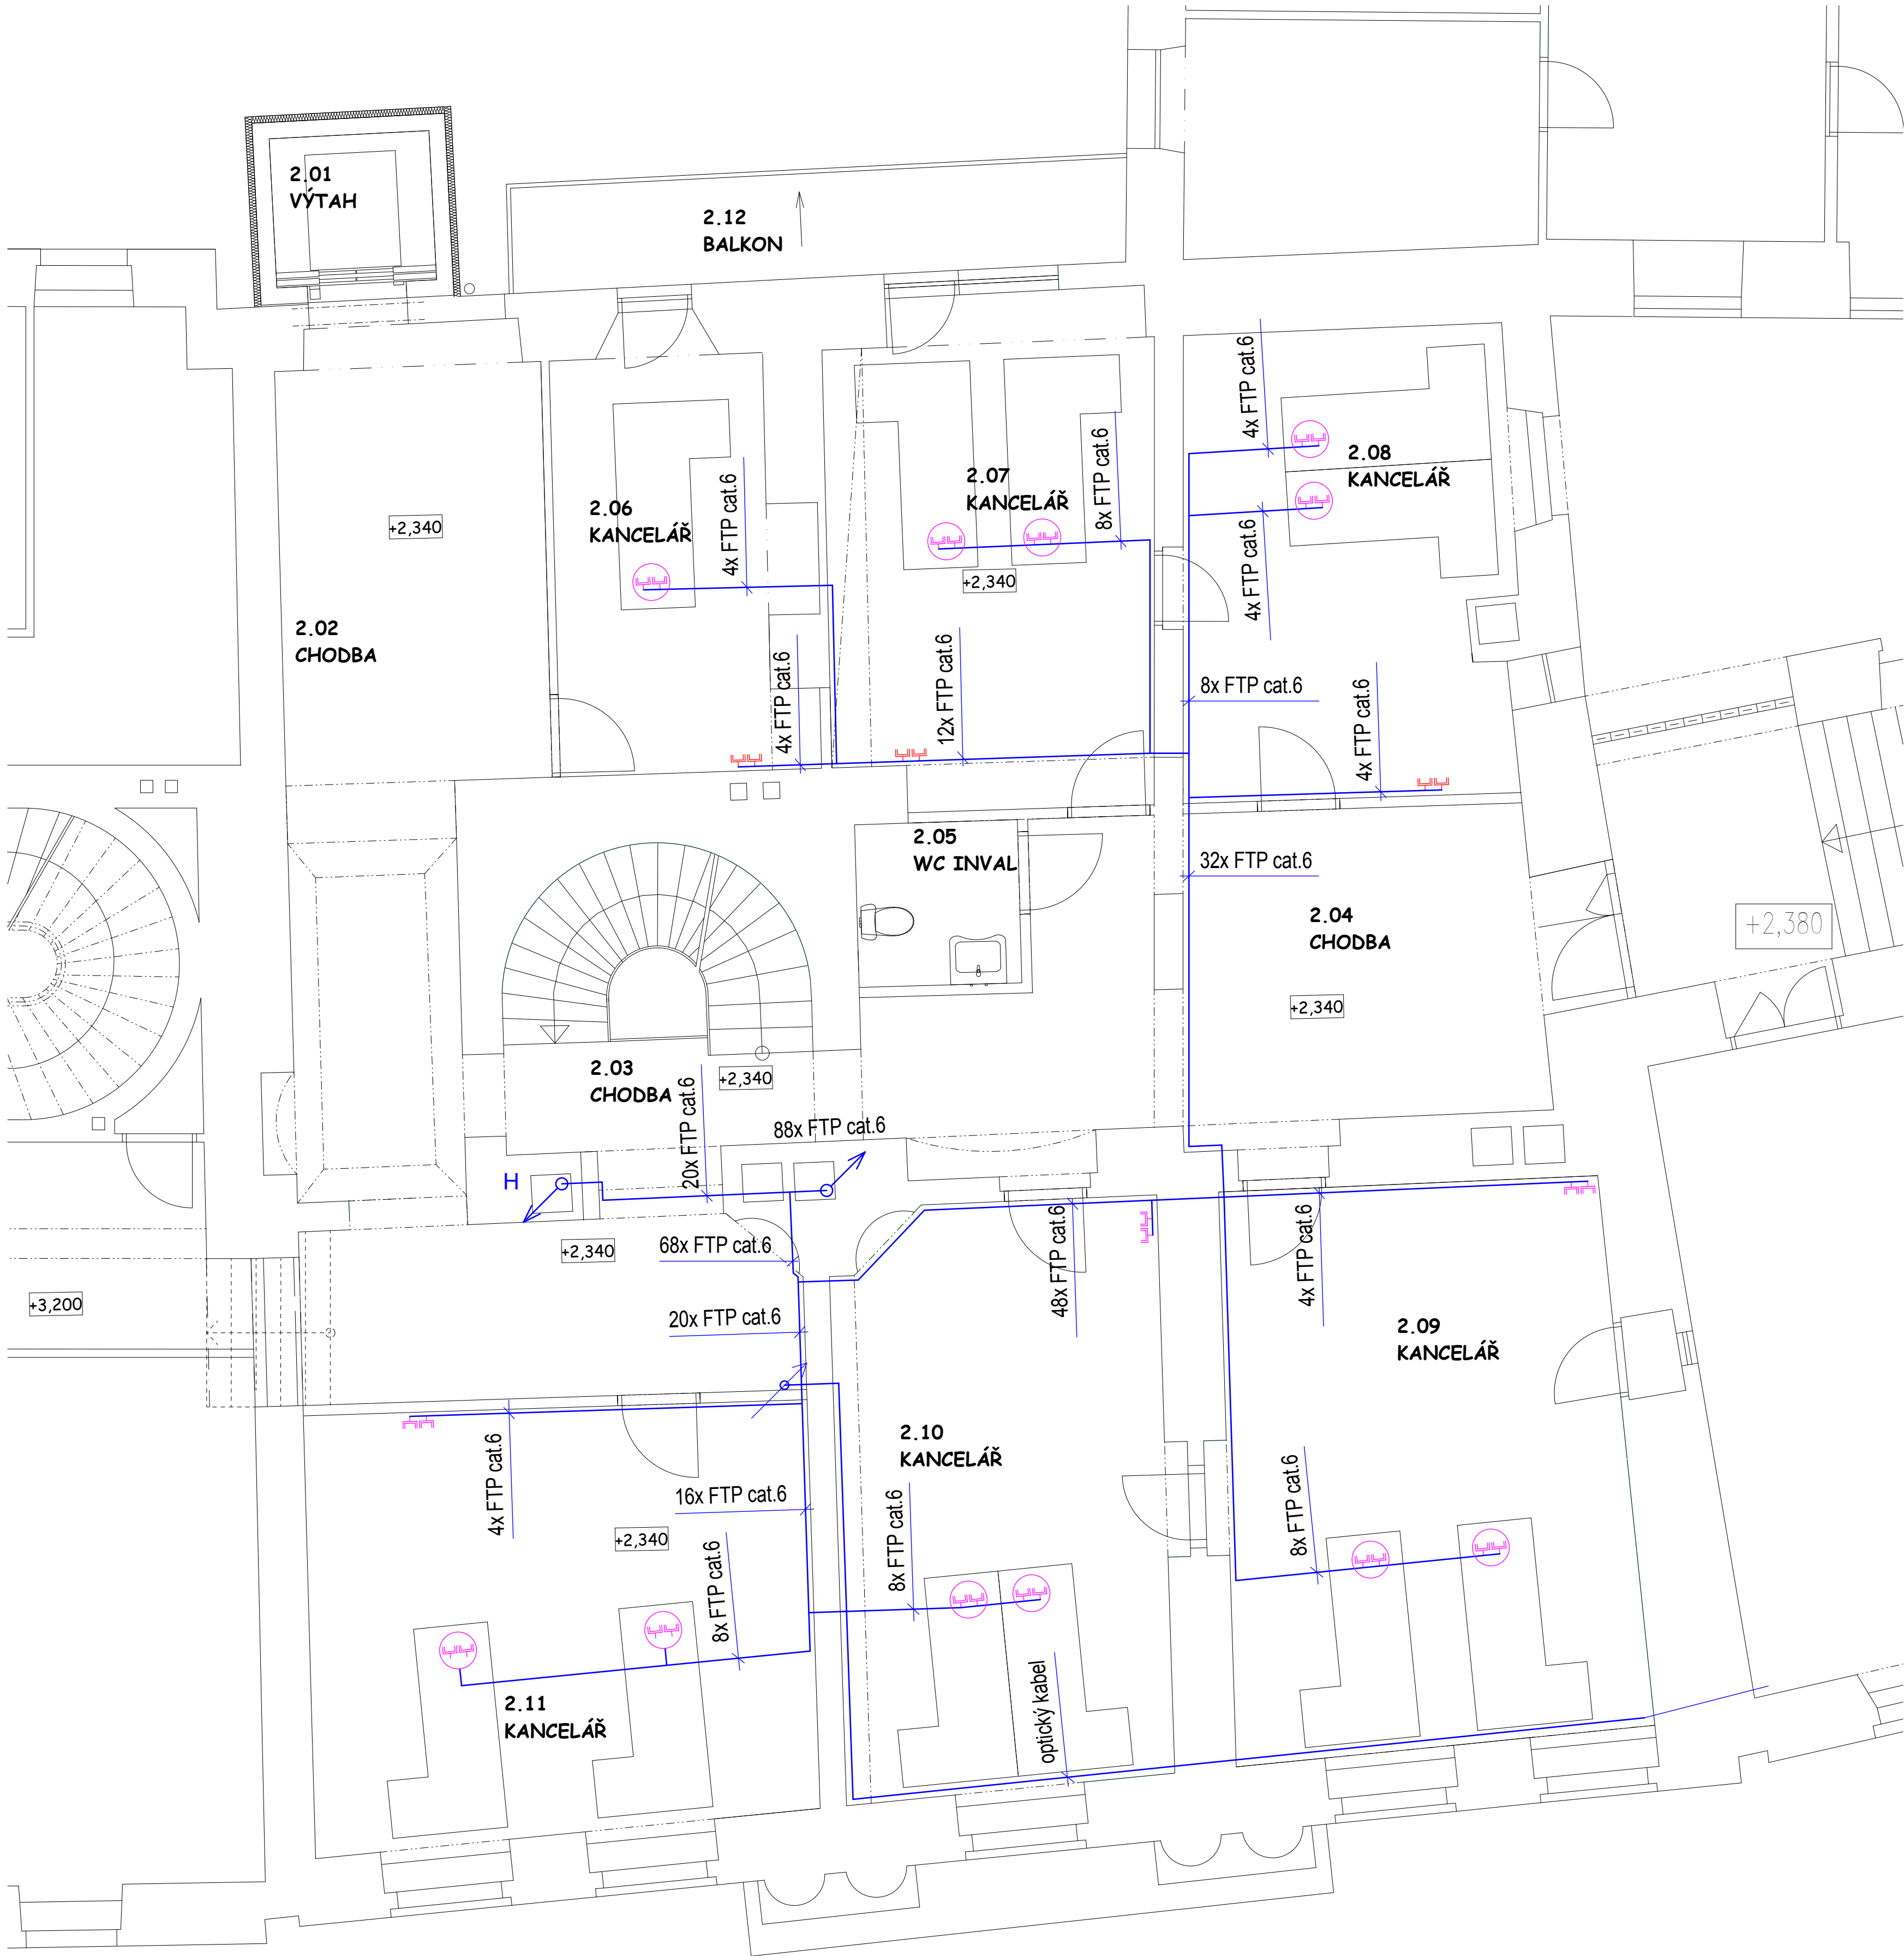 2.01
VÝTAH
2.12
BALKON
4x FTP cat.6
2.08
KANCELÁŘ
8x FTP cat.6
2.07
KANCELÁŘ
4x FTP cat.6
2.06
KANCELÁŘ
+2,340
4x FTP cat.6
+2,340
2.02
CHODBA
4x FTP cat.6
12x FTP cat.6
8x FTP cat.6
4x FTP cat.6
2.05
WC INVAL
32x FTP cat.6
2.04
CHODBA
+2,380
+2,340
2.03
CHODBA
+2,340
20x FTP cat.6
88x FTP cat.6
H
+2,340
68x FTP cat.6
48x FTP cat.6
4x FTP cat.6
+3,200
20x FTP cat.6
2.09
KANCELÁŘ
2.10
KANCELÁŘ
4x FTP cat.6
16x FTP cat.6
8x FTP cat.6
8x FTP cat.6
+2,340
8x FTP cat.6
2.11
KANCELÁŘ
optický kabel